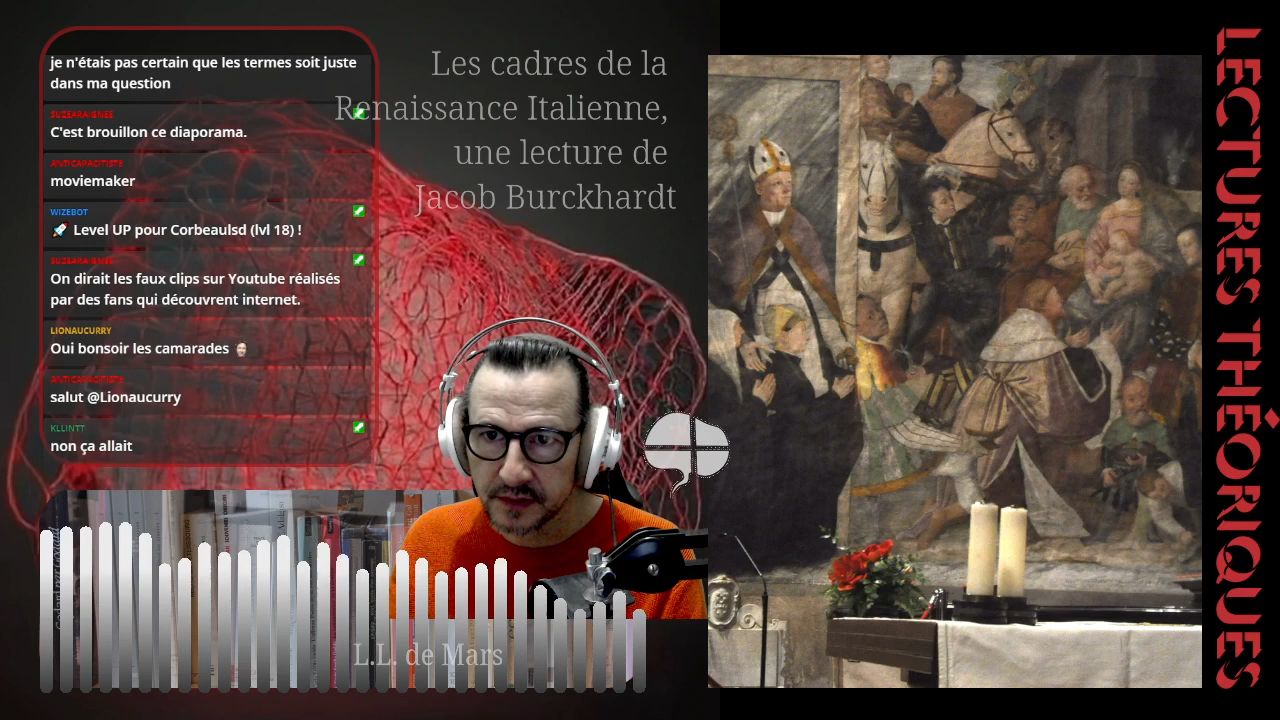 je n'étais pas certain que les termes soit juste
dans ma question
SUZEARAIGNEE
C'est brouillon ce diaporama.
ANTICAPACITISTE
moviemaker
WIZEBOT
Level UP pour Corbeaulsd (lvl 18) !
SUZEARAIGNEE
On dirait les faux clips sur Youtube réalisés
par des fans qui découvrent internet.
LIONAUCURRY
Oui bonsoir les camarades
ANTICAPACITISTE
salut @Lionaucurry
KLLINTT
non ça allait
Les cadres de la
Renaissance Italienne,
une lecture de
Jacob Burckhardt
L.L. de Mars
LECTURES THÉORIQUES